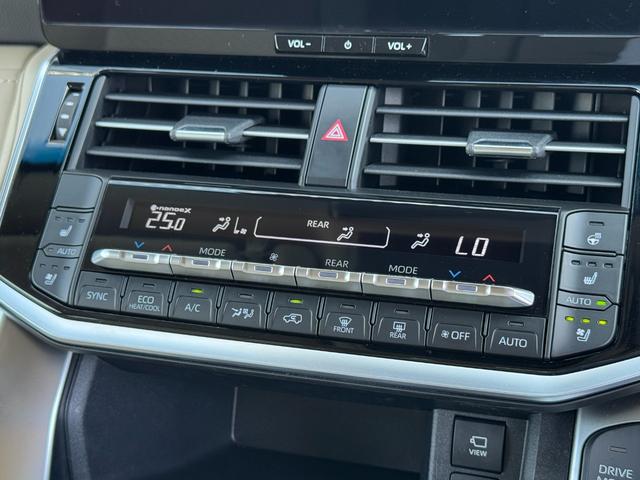 VOL- VOL+
nanoeX
25.0 REAR LO
MODE REAR MODE
AUTO
SYNC
ECO
HEAT/COOL
A/C
FRONT
REAR
OFF
AUTO
AUTO
VIEW
DRIVE